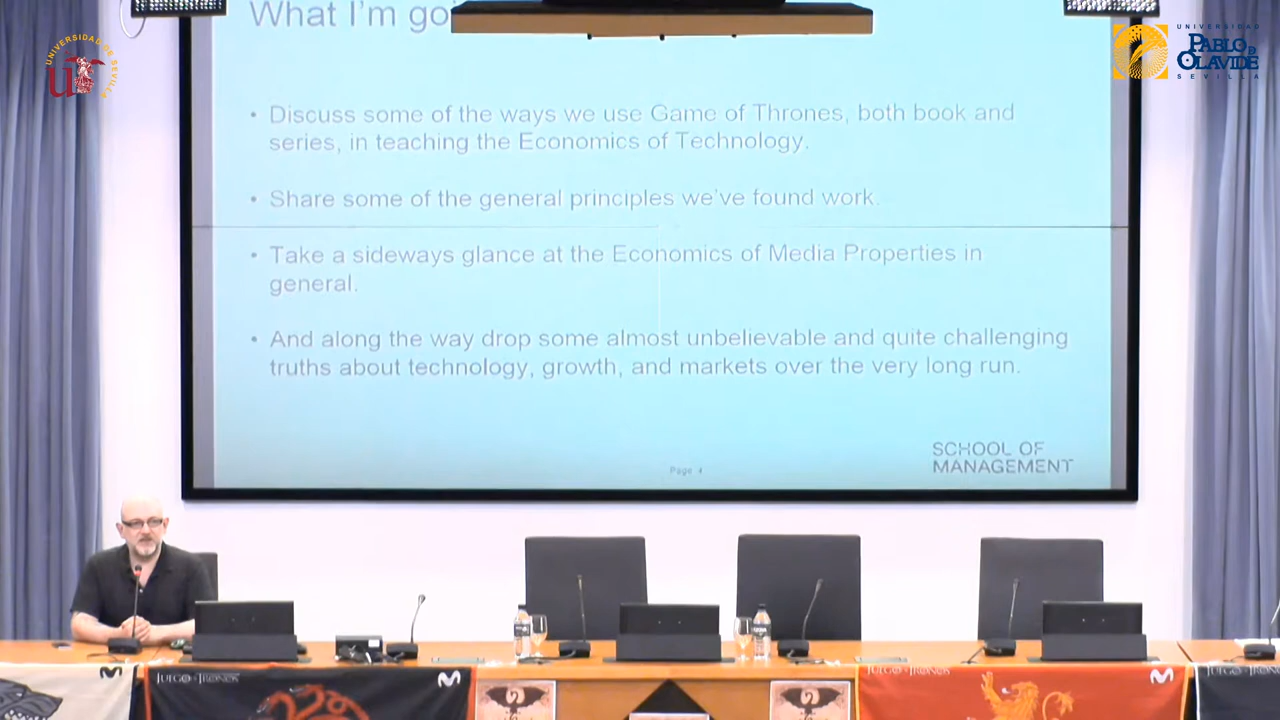 What I'm go
UNIVERSIDAD DE SEVILLA
UNIVERSIDAD
PABLO DE
OLAVIDE
SEVILLA
• Discuss some of the ways we use Game of Thrones, both book and
series, in teaching the Economics of Technology.
• Share some of the general principles we've found work.
• Take a sideways glance at the Economics of Media Properties in
general.
• And along the way drop some almost unbelievable and quite challenging
truths about technology, growth, and markets over the very long run.
SCHOOL OF
MANAGEMENT
Page 4
JUEGO DE TRONOS
JUEGO DE TRONOS